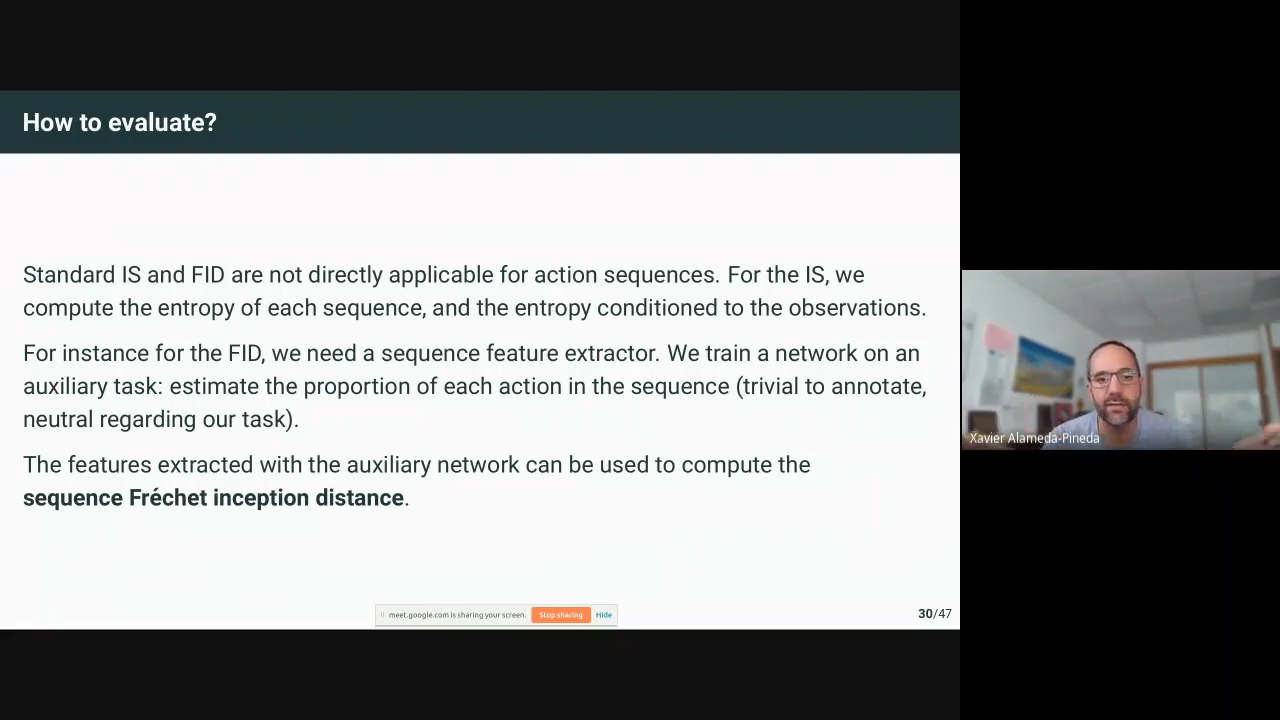 How to evaluate?
Standard IS and FID are not directly applicable for action sequences. For the IS, we
compute the entropy of each sequence, and the entropy conditioned to the observations.
For instance for the FID, we need a sequence feature extractor. We train a network on an
auxiliary task: estimate the proportion of each action in the sequence (trivial to annotate,
neutral regarding our task).
The features extracted with the auxiliary network can be used to compute the
sequence Fréchet inception distance.
meet.google.com is sharing your screen. Stop sharing Hide
30/47
Xavier Alameda-Pineda